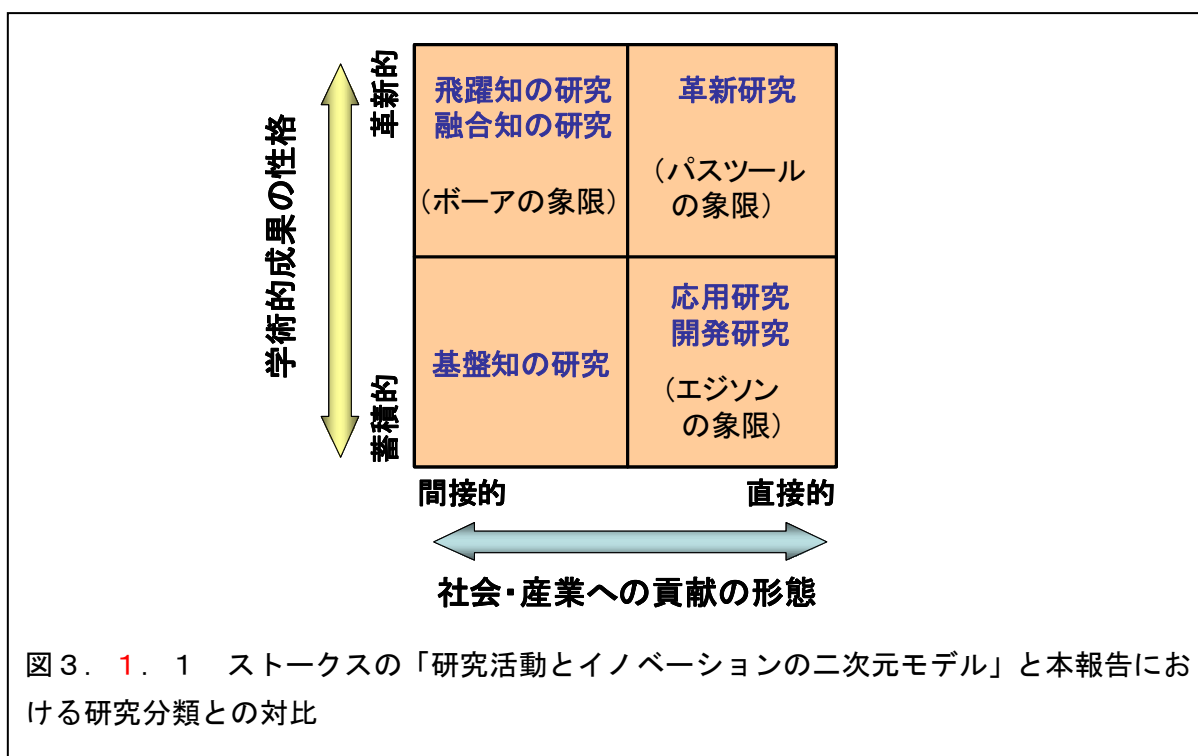 学術的成果の性格
革新的
蓄積的
飛躍知の研究
融合知の研究
(ボーアの象限)
革新研究
(パスツール
の象限)
基盤知の研究
応用研究
開発研究
(エジソン
の象限)
間接的
直接的
社会・産業への貢献の形態
図3.1.1 ストークスの「研究活動とイノベーションの二次元モデル」と本報告にお
ける研究分類との対比